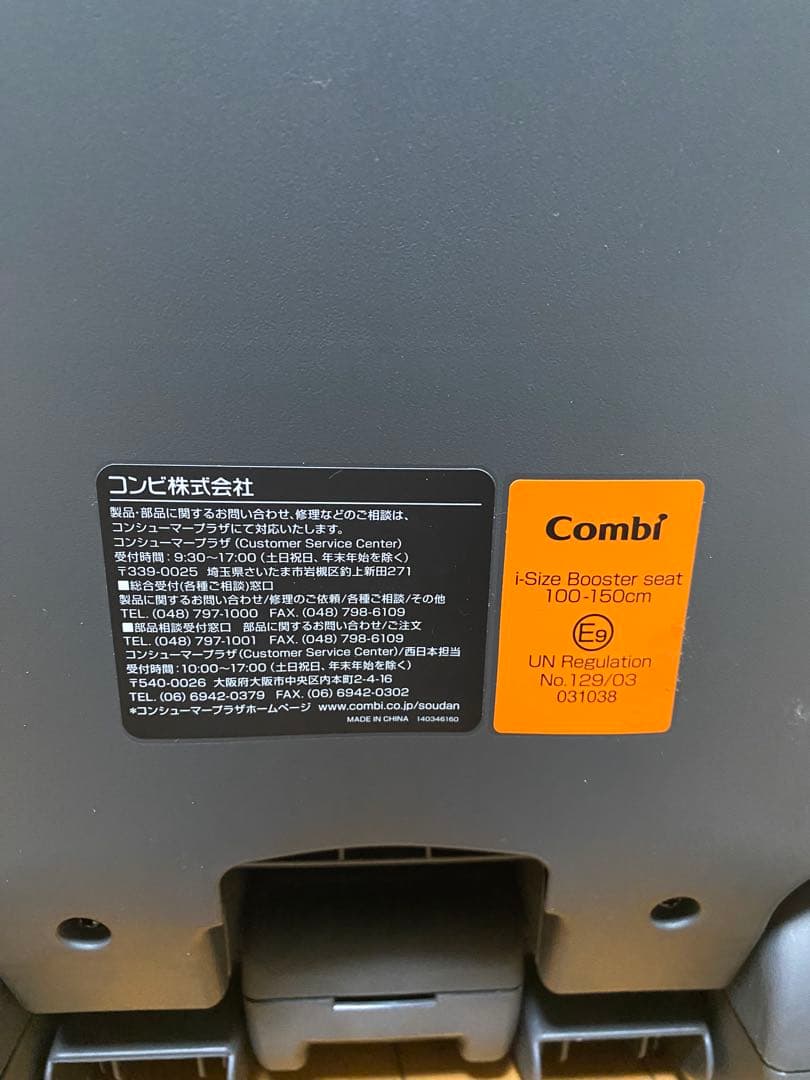 コンビ株式会社
製品・部品に関するお問い合わせ、修理などのご相談は、
コンシューマープラザにて対応いたします。
コンシューマープラザ (Customer Service Center)
受付時間：9:30～17:00 (土日祝日、年末年始を除く)
〒339-0025 埼玉県さいたま市岩槻区釣上新田271
■総合受付(各種ご相談)窓口
製品に関するお問い合わせ/修理のご依頼/各種ご相談/その他
TEL. (048) 797-1000 FAX. (048) 798-6109
■部品相談受付窓口 部品に関するお問い合わせ/ご注文
TEL. (048) 797-1001 FAX. (048) 798-6109
コンシューマープラザ(Customer Service Center)/西日本担当
受付時間：10:00～17:00 (土日祝日、年末年始を除く)
〒540-0026 大阪府大阪市中央区内本町2-4-16
TEL. (06) 6942-0379 FAX. (06) 6942-0302
*コンシューマープラザホームページ www.combi.co.jp/soudan
MADE IN CHINA 140346160
Combi
i-Size Booster seat
100-150cm
E9
UN Regulation
No.129/03
031038